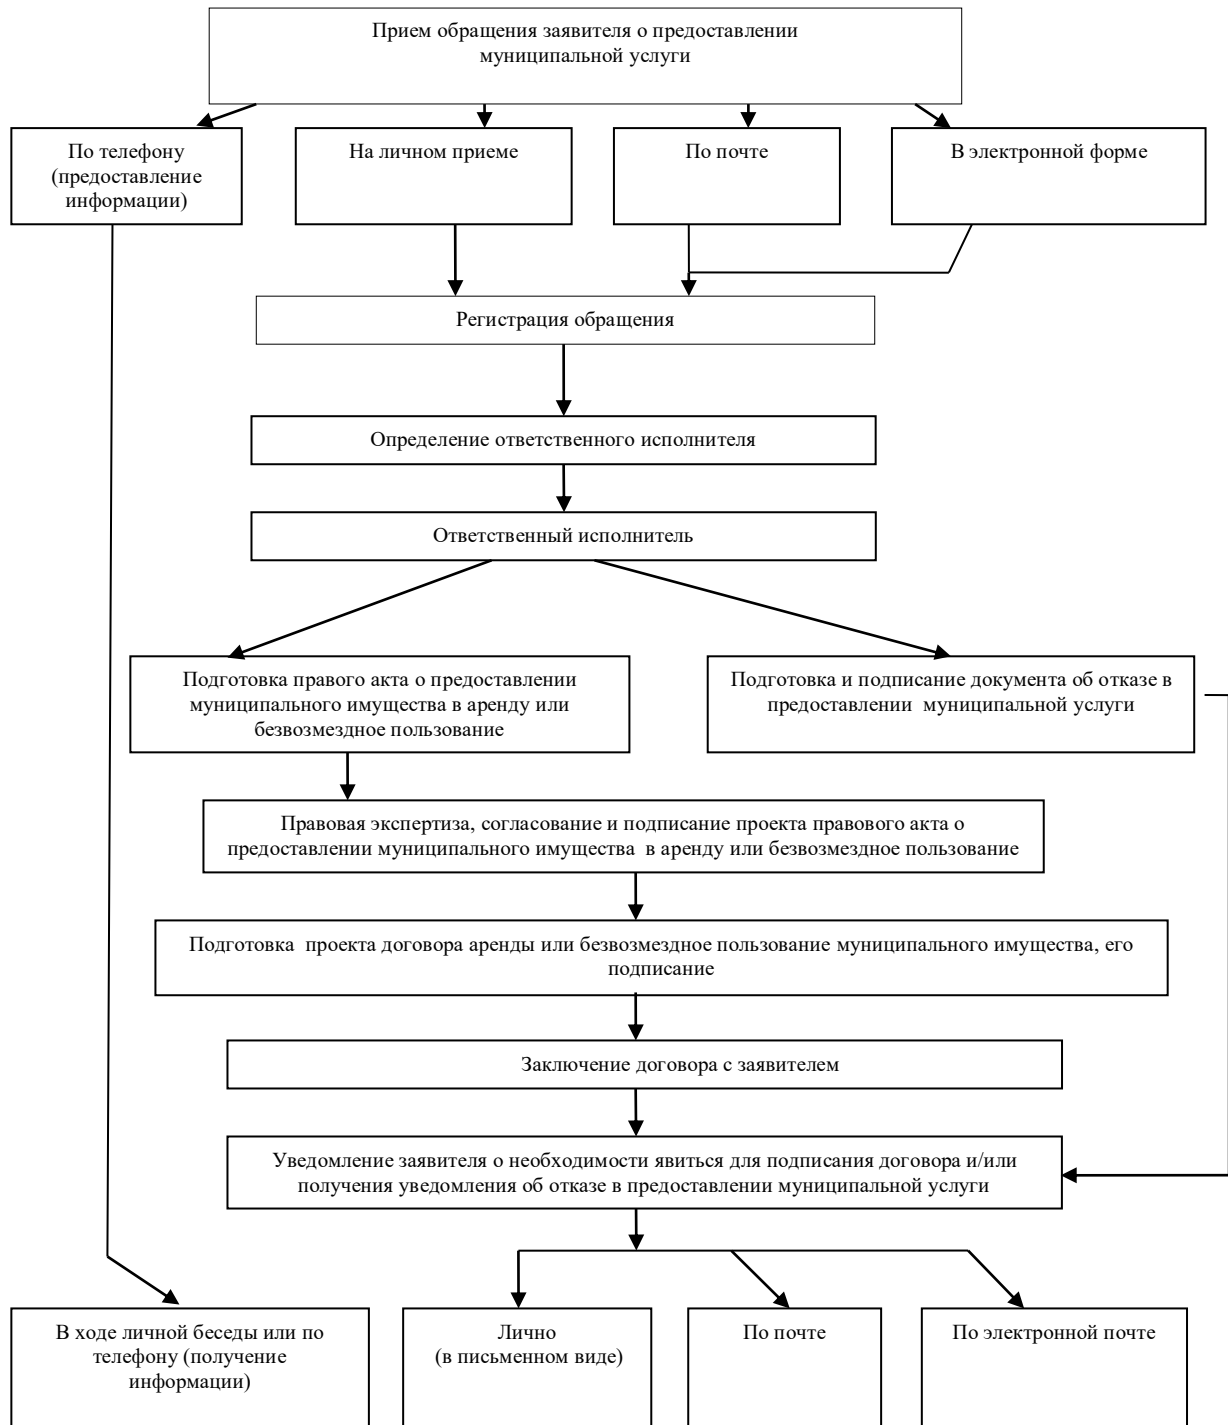 Прием обращения заявителя о предоставлении
муниципальной услуги
По телефону
(предоставление
информации)
На личном приеме
По почте
В электронной форме
Регистрация обращения
Определение ответственного исполнителя
Ответственный исполнитель
Подготовка правого акта о предоставлении
муниципального имущества в аренду или
безвозмездное пользование
Подготовка и подписание документа об отказе в
предоставлении муниципальной услуги
Правовая экспертиза, согласование и подписание проекта правового акта о
предоставлении муниципального имущества в аренду или безвозмездное пользование
Подготовка проекта договора аренды или безвозмездное пользование муниципального имущества, его
подписание
Заключение договора с заявителем
Уведомление заявителя о необходимости явиться для подписания договора и/или
получения уведомления об отказе в предоставлении муниципальной услуги
В ходе личной беседы или по
телефону (получение
информации)
Лично
(в письменном виде)
По почте
По электронной почте